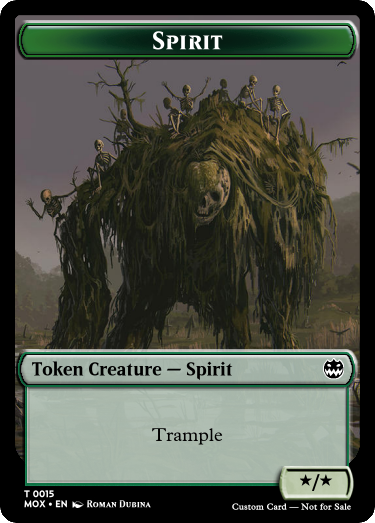 Spirit
Token Creature — Spirit
Trample
★/★
T 0015
MOX • EN Roman Dubina
Custom Card — Not for Sale